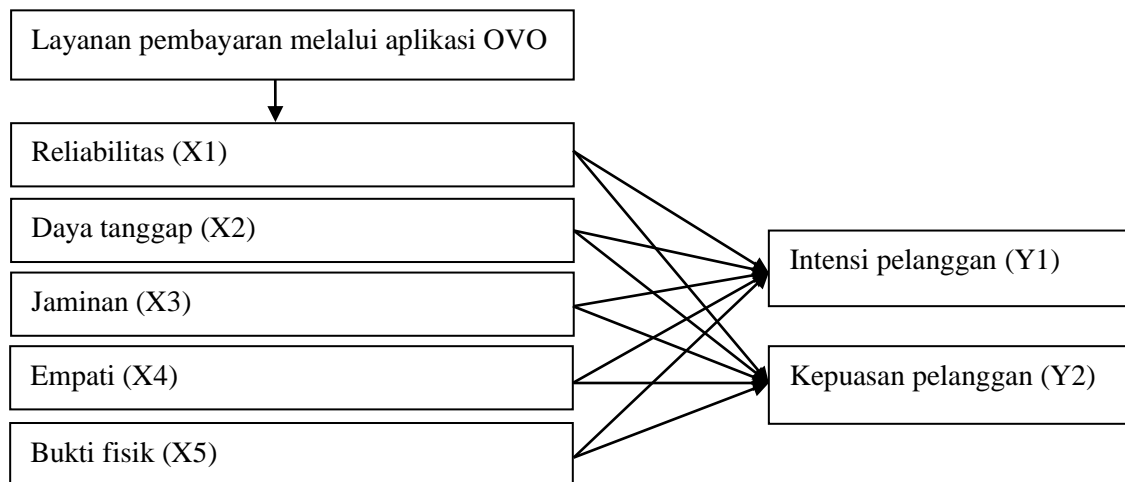 Layanan pembayaran melalui aplikasi OVO
Reliabilitas (X1)
Daya tanggap (X2)
Jaminan (X3)
Empati (X4)
Bukti fisik (X5)
Intensi pelanggan (Y1)
Kepuasan pelanggan (Y2)